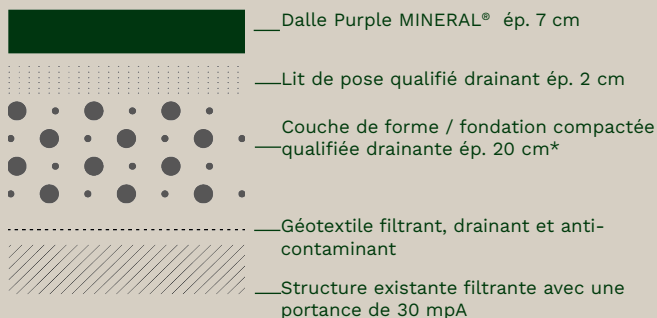 Dalle Purple MINERAL® ép. 7 cm
Lit de pose qualifié drainant ép. 2 cm
Couche de forme / fondation compactée
qualifiée drainante ép. 20 cm*
Géotextile filtrant, drainant et anti-
contaminant
Structure existante filtrante avec une
portance de 30 mpA